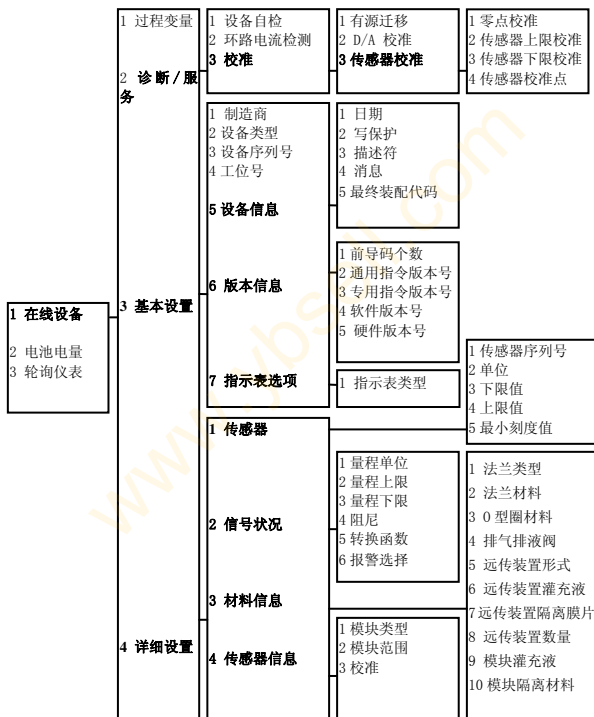 1 在线设备
2 电池电量
3 轮询仪表
1 过程变量
2 诊断/服
务
3 基本设置
4 详细设置
1 设备自检
2 环路电流检测
3 校准
1 有源迁移
2 D/A 校准
3 传感器校准
1 零点校准
2 传感器上限校准
3 传感器下限校准
4 传感器校准点
1 制造商
2 设备类型
3 设备序列号
4 工位号
5 设备信息
6 版本信息
7 指示表选项
1 日期
2 写保护
3 描述符
4 消息
5 最终装配代码
1 前导码个数
2 通用指令版本号
3 专用指令版本号
4 软件版本号
5 硬件版本号
1 指示表类型
1 传感器
2 信号状况
3 材料信息
4 传感器信息
1 传感器序列号
2 单位
3 下限值
4 上限值
5 最小刻度值
1 量程单位
2 量程上限
3 量程下限
4 阻尼
5 转换函数
6 报警选择
1 法兰类型
2 法兰材料
3 O 型圈材料
4 排气排液阀
5 远传装置形式
6 远传装置灌充液
7 远传装置隔离膜片
8 远传装置数量
9 模块灌充液
10 模块隔离材料
1 模块类型
2 模块范围
3 校准